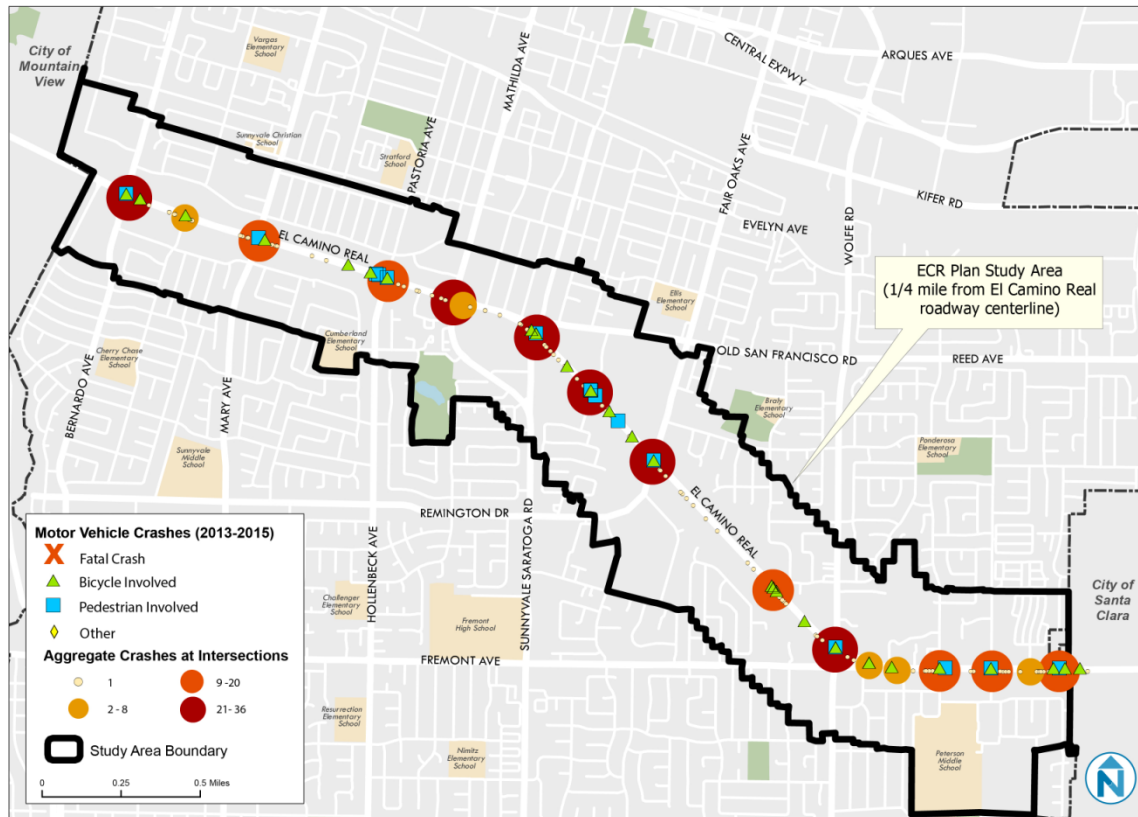 City of
Mountain
View
Vargas
Elementary
School
CENTRAL EXPWY
ARQUES AVE
MATHILDA AVE
Sunnyvale Christian
School
Stratford
School
PASTORIA AVE
FAIR OAKS AVE
KIFER RD
EVELYN AVE
WOLFE RD
EL CAMINO REAL
ECR Plan Study Area
(1/4 mile from El Camino Real
roadway centerline)
Ellis
Elementary
School
Cumberland
Elementary
School
Cherry Chase
Elementary
School
OLD SAN FRANCISCO RD
REED AVE
BERNARDO AVE
MARY AVE
Braly
Elementary
School
Ponderosa
Elementary
School
Sunnyvale
Middle
School
EL CAMINO REAL
REMINGTON DR
HOLLENBECK AVE
SUNNYVALE SARATOGA RD
Challenger
Elementary
School
Fremont
High School
FREMONT AVE
City of
Santa
Clara
Resurrection
Elementary
School
Nimitz
Elementary
School
Peterson
Middle
School
Motor Vehicle Crashes (2013-2015)
X Fatal Crash
Bicycle Involved
Pedestrian Involved
Other
Aggregate Crashes at Intersections
1
9 -20
2 - 8
21- 36
Study Area Boundary
0 0.25 0.5 Miles
N